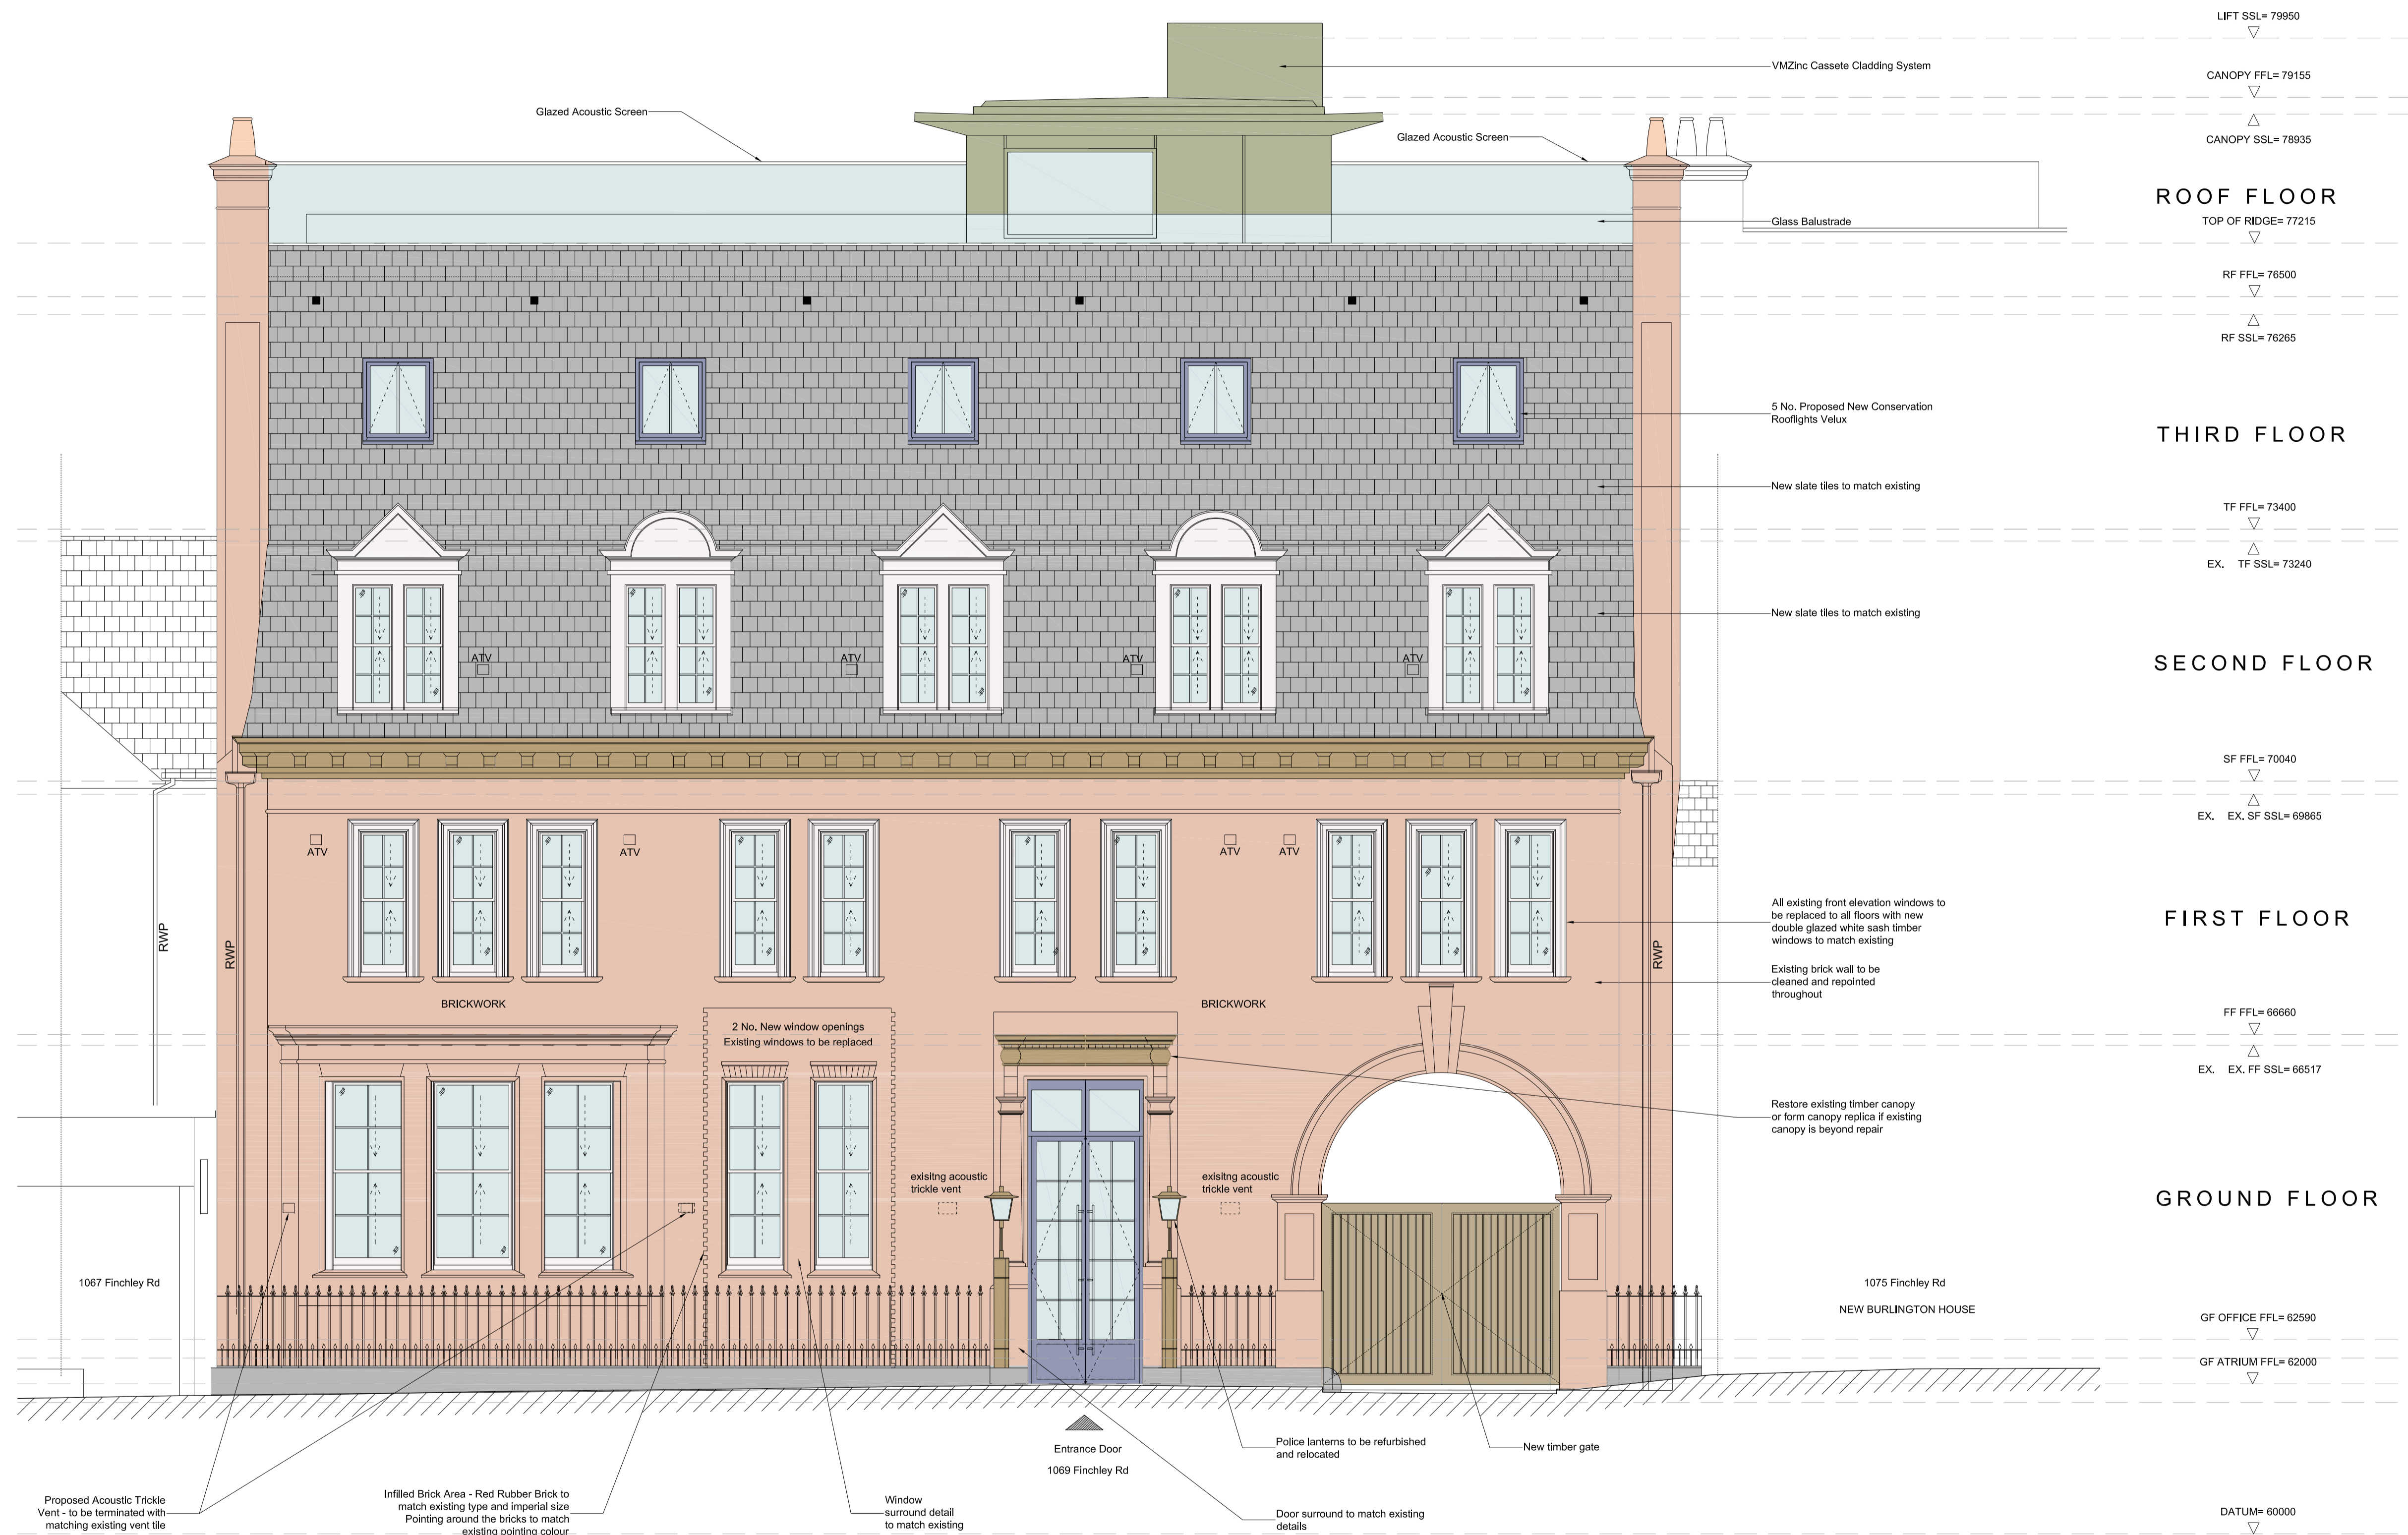 LIFT SSL= 79950
VMZinc Cassete Cladding System
CANOPY FFL= 79155
Glazed Acoustic Screen
Glazed Acoustic Screen
CANOPY SSL= 78935
ROOF FLOOR
Glass Balustrade
TOP OF RIDGE= 77215
RF FFL= 76500
RF SSL= 76265
5 No. Proposed New Conservation
Rooflights Velux
THIRD FLOOR
New slate tiles to match existing
TF FFL= 73400
EX. TF SSL= 73240
New slate tiles to match existing
ATV
ATV
ATV
ATV
SECOND FLOOR
SF FFL= 70040
EX. EX. SF SSL= 69865
ATV
ATV
ATV
ATV
All existing front elevation windows to
be replaced to all floors with new
double glazed white sash timber
windows to match existing
FIRST FLOOR
RWP
RWP
RWP
Existing brick wall to be
cleaned and repointed
throughout
BRICKWORK
BRICKWORK
FF FFL= 66660
2 No. New window openings
Existing windows to be replaced
EX. EX. FF SSL= 66517
Restore existing timber canopy
or form canopy replica if existing
canopy is beyond repair
exisitng acoustic
trickle vent
exisitng acoustic
trickle vent
GROUND FLOOR
1067 Finchley Rd
1075 Finchley Rd
NEW BURLINGTON HOUSE
GF OFFICE FFL= 62590
GF ATRIUM FFL= 62000
Entrance Door
1069 Finchley Rd
Police lanterns to be refurbished
and relocated
New timber gate
Proposed Acoustic Trickle
Vent - to be terminated with
matching existing vent tile
Infilled Brick Area - Red Rubber Brick to
match existing type and imperial size
Pointing around the bricks to match
existing pointing colour
Window
surround detail
to match existing
Door surround to match existing
details
DATUM= 60000